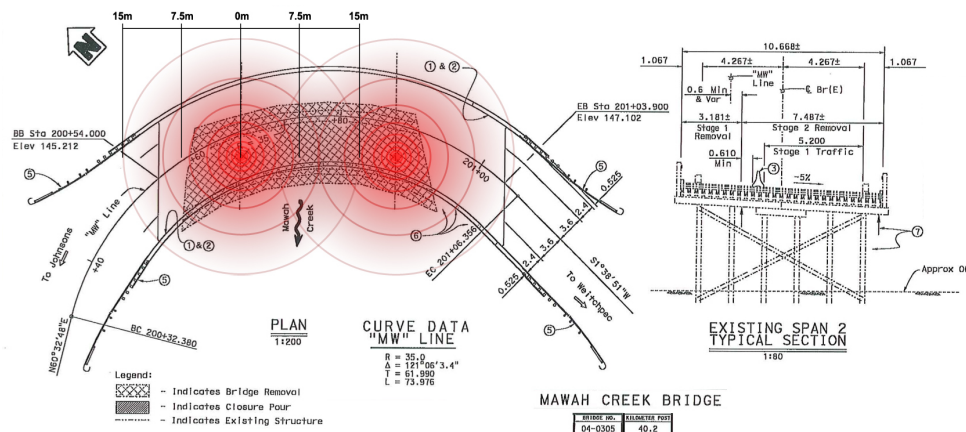 15m 7.5m 0m 7.5m 15m
N
BB Sta 200+54.000
Elev 145.212
1 & 2
EB Sta 201+03.900
Elev 147.102
+60
+80
201+00
5
"MW" Line
To Johnsons
+40
1 & 2
Mawah
Creek
6
EC 201+06.356
0.525
2.4
3.6
3.6
2.4
0.525
S1°38'51"W
To Weitchpec
5
5
5
BC 200+32.380
N60°32'48"E
PLAN
1:200
CURVE DATA
"MW" LINE
R = 35.0
Δ = 121°06'3.4"
T = 61.990
L = 73.976
Legend:
- Indicates Bridge Removal
- Indicates Closure Pour
- Indicates Existing Structure
10.668±
1.067 4.267± 4.267± 1.067
"MW"
Line
℄ Br(E)
0.6 Min
& Var
3.181± 7.487±
Stage 1
Removal
Stage 2 Removal
5.200
Stage 1 Traffic
0.610
Min
3
-5%
7
Approx
EXISTING SPAN 2
TYPICAL SECTION
1:80
MAWAH CREEK BRIDGE
BRIDGE NO. KILOMETER POST
04-0305 40.2